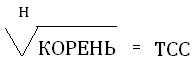 Н
КОРЕНЬ = ТСС